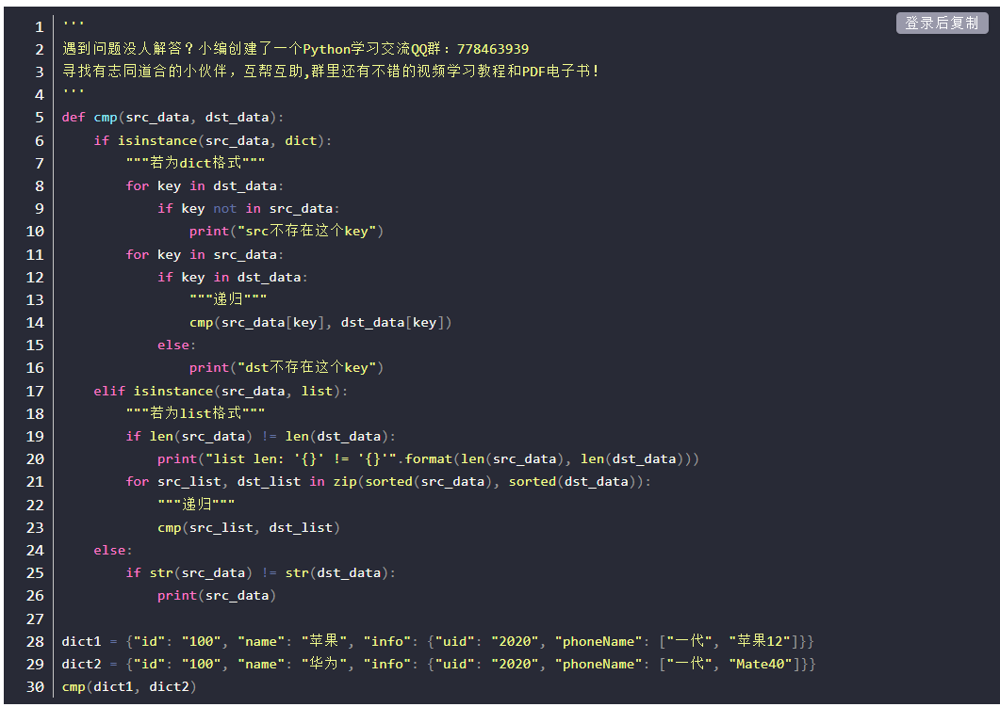 登录后复制
1 '''
2 遇到问题没人解答？小编创建了一个Python学习交流QQ群：778463939
3 寻找有志同道合的小伙伴，互帮互助,群里还有不错的视频学习教程和PDF电子书！
4 '''
5 def cmp(src_data, dst_data):
6     if isinstance(src_data, dict):
7         """若为dict格式"""
8         for key in dst_data:
9             if key not in src_data:
10                 print("src不存在这个key")
11         for key in src_data:
12             if key in dst_data:
13                 """递归"""
14                 cmp(src_data[key], dst_data[key])
15             else:
16                 print("dst不存在这个key")
17     elif isinstance(src_data, list):
18         """若为list格式"""
19         if len(src_data) != len(dst_data):
20             print("list len: '{}' != '{}'".format(len(src_data), len(dst_data)))
21         for src_list, dst_list in zip(sorted(src_data), sorted(dst_data)):
22             """递归"""
23             cmp(src_list, dst_list)
24     else:
25         if str(src_data) != str(dst_data):
26             print(src_data)
27
28 dict1 = {"id": "100", "name": "苹果", "info": {"uid": "2020", "phoneName": ["一代", "苹果12"]}}
29 dict2 = {"id": "100", "name": "华为", "info": {"uid": "2020", "phoneName": ["一代", "Mate40"]}}
30 cmp(dict1, dict2)